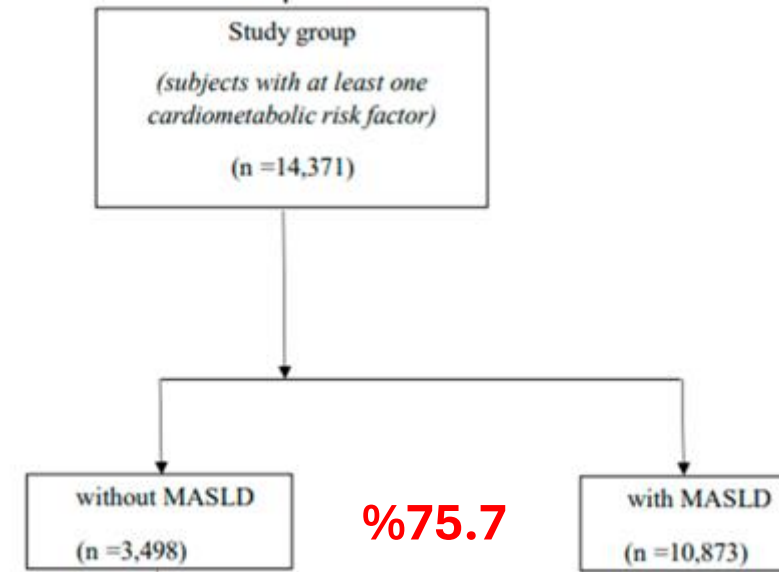 Study group
(subjects with at least one
cardiometabolic risk factor)
(n =14,371)
without MASLD
(n =3,498)
%75.7
with MASLD
(n =10,873)